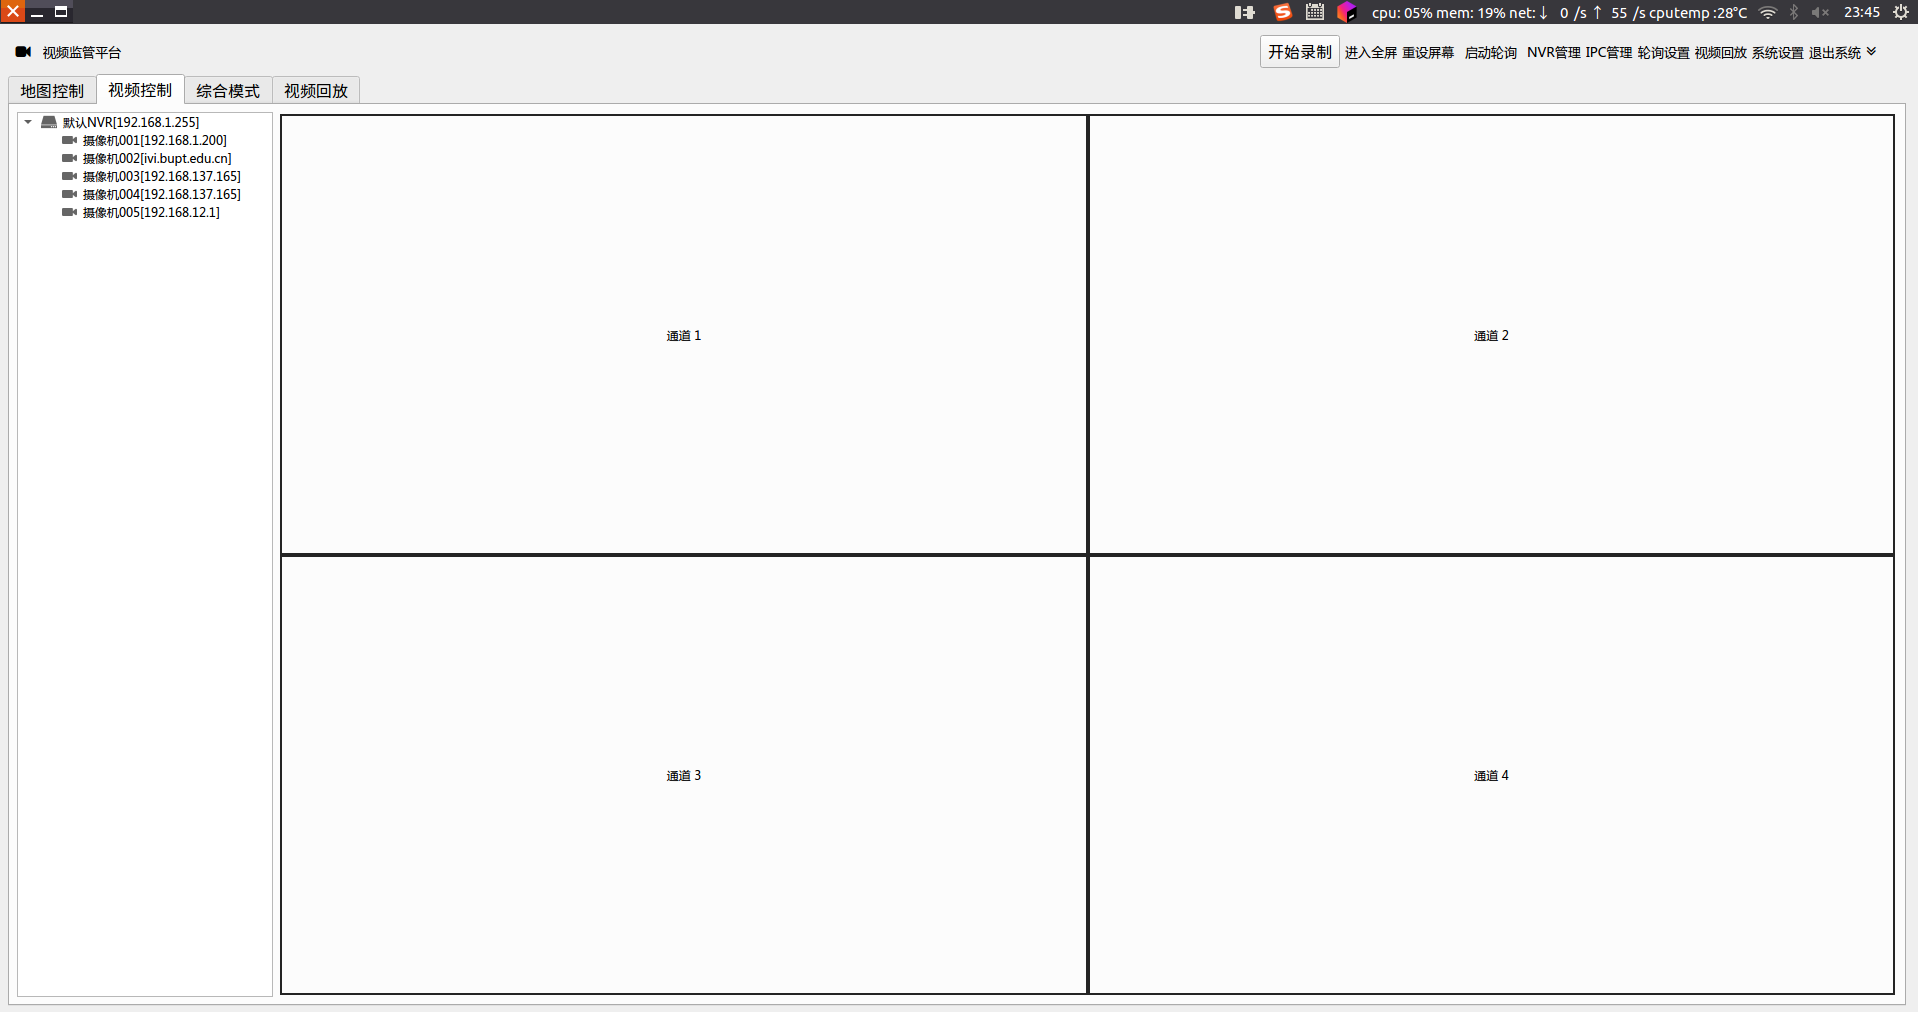 cpu: 05% mem: 19% net:↓ 0 /s ↑ 55 /s cputemp :28°C 23:45
视频监管平台
开始录制 进入全屏 重设屏幕 启动轮询 NVR管理 IPC管理 轮询设置 视频回放 系统设置 退出系统
地图控制 视频控制 综合模式 视频回放
默认NVR[192.168.1.255]
摄像机001[192.168.1.200]
摄像机002[ivi.bupt.edu.cn]
摄像机003[192.168.137.165]
摄像机004[192.168.137.165]
摄像机005[192.168.12.1]
通道 1
通道 2
通道 3
通道 4